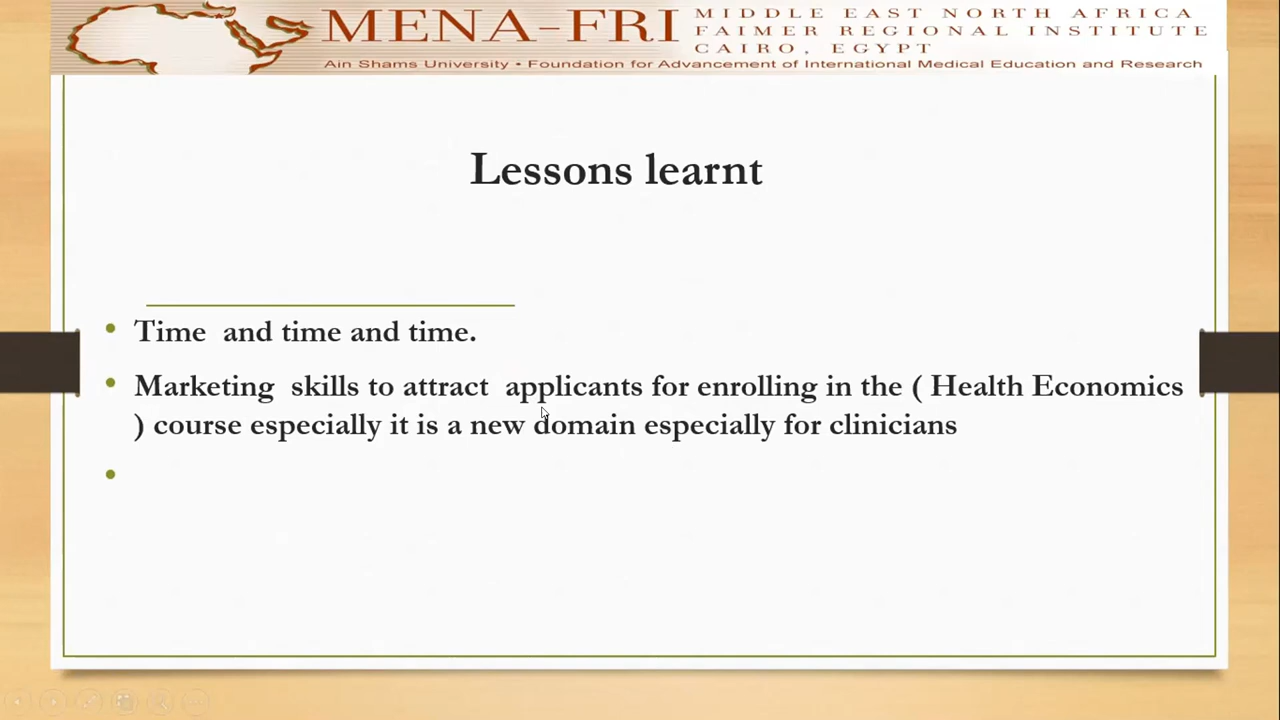 MENA-FRI
MIDDLE EAST NORTH AFRICA
FAIMER REGIONAL INSTITUTE
CAIRO, EGYPT
Ain Shams University • Foundation for Advancement of International Medical Education and Research
Lessons learnt
• Time and time and time.
• Marketing skills to attract applicants for enrolling in the ( Health Economics
) course especially it is a new domain especially for clinicians
•